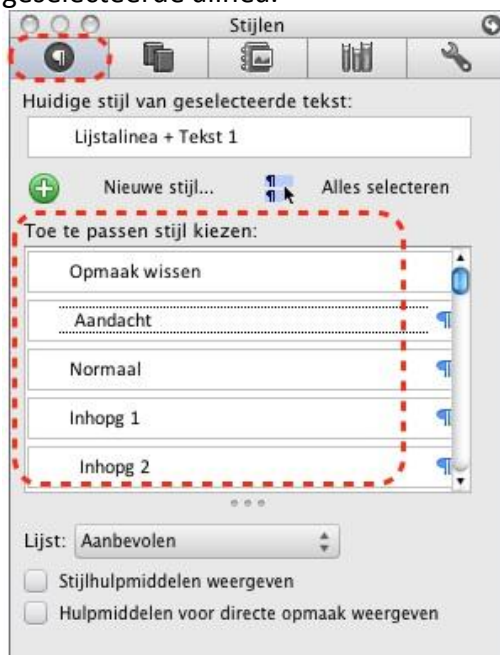 geselecteerde alinea.
Stijlen
Huidige stijl van geselecteerde tekst:
Lijstalinea + Tekst 1
Nieuwe stijl... Alles selecteren
Toe te passen stijl kiezen:
Opmaak wissen
Aandacht
Normaal
Inhopg 1
Inhopg 2
Lijst: Aanbevolen
Stijlhulpmiddelen weergeven
Hulpmiddelen voor directe opmaak weergeven